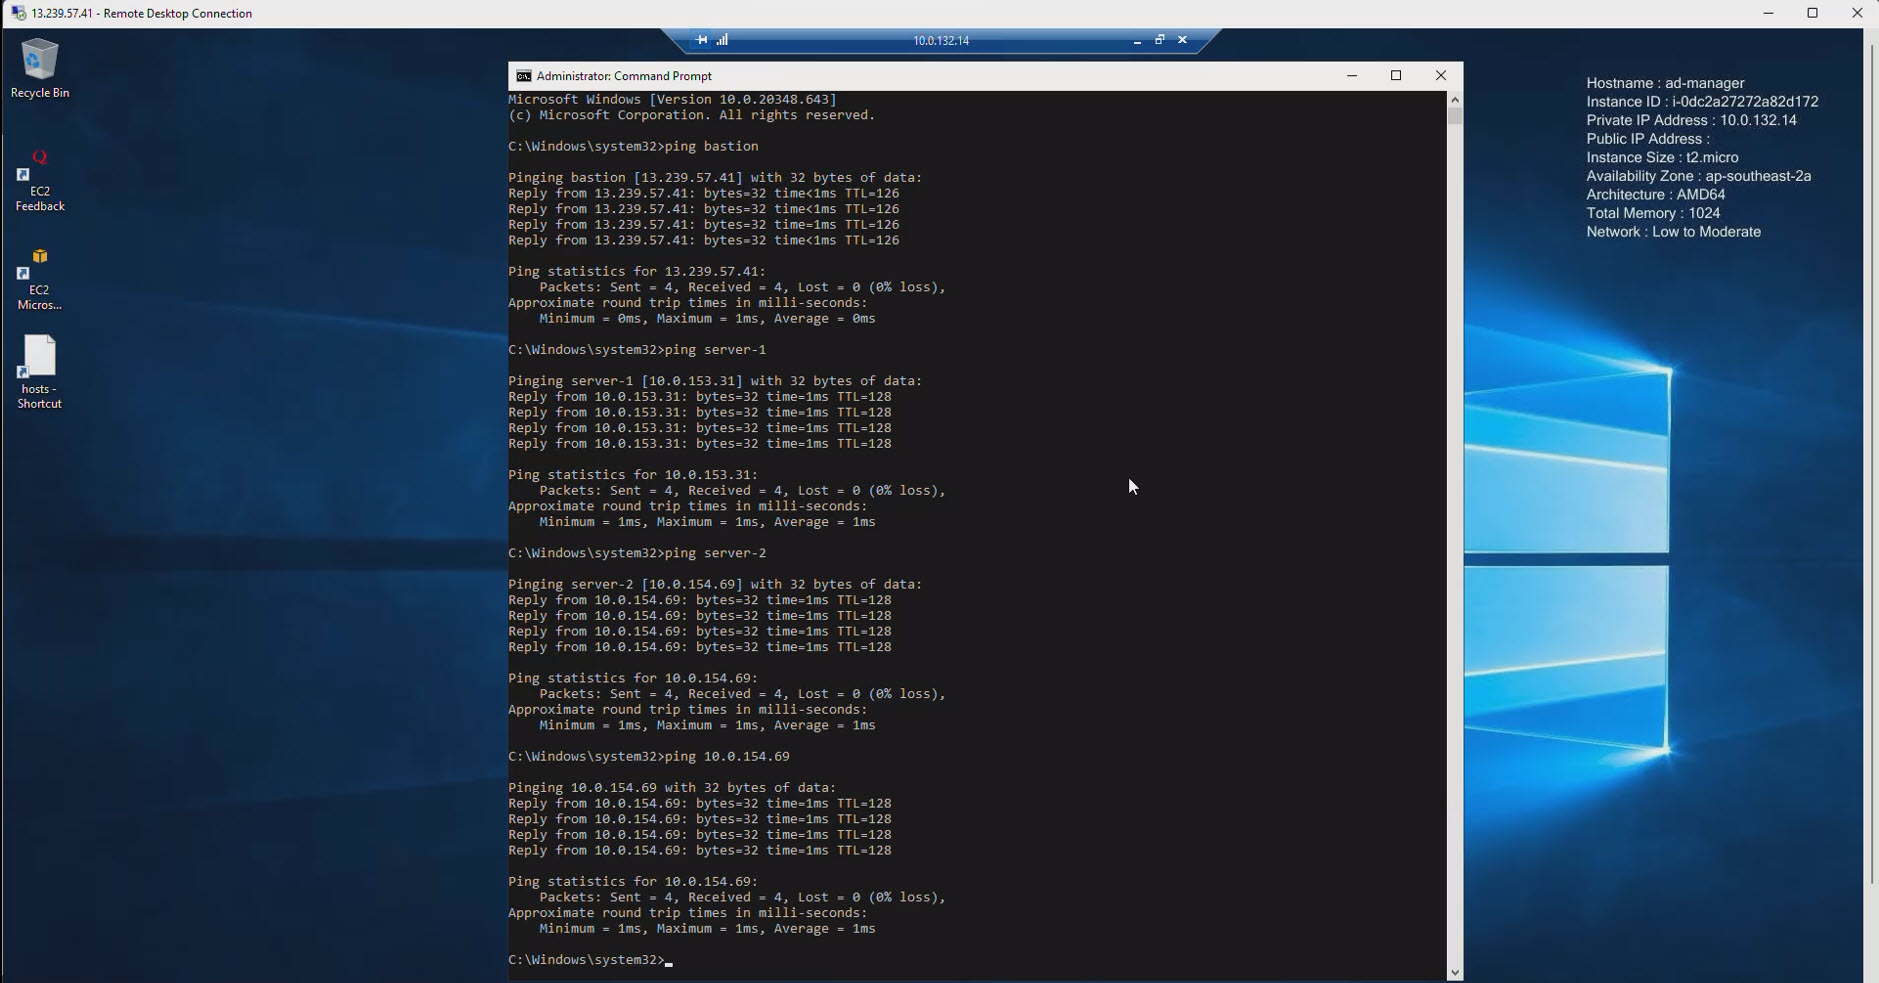 13.239.57.41 - Remote Desktop Connection
10.0.132.14
Recycle Bin
EC2
Feedback
EC2
Micros...
hosts -
Shortcut
Administrator: Command Prompt
Microsoft Windows [Version 10.0.20348.643]
(c) Microsoft Corporation. All rights reserved.
C:\Windows\system32>ping bastion
Pinging bastion [13.239.57.41] with 32 bytes of data:
Reply from 13.239.57.41: bytes=32 time<1ms TTL=126
Reply from 13.239.57.41: bytes=32 time<1ms TTL=126
Reply from 13.239.57.41: bytes=32 time=1ms TTL=126
Reply from 13.239.57.41: bytes=32 time<1ms TTL=126
Ping statistics for 13.239.57.41:
Packets: Sent = 4, Received = 4, Lost = 0 (0% loss),
Approximate round trip times in milli-seconds:
Minimum = 0ms, Maximum = 1ms, Average = 0ms
C:\Windows\system32>ping server-1
Pinging server-1 [10.0.153.31] with 32 bytes of data:
Reply from 10.0.153.31: bytes=32 time=1ms TTL=128
Reply from 10.0.153.31: bytes=32 time=1ms TTL=128
Reply from 10.0.153.31: bytes=32 time=1ms TTL=128
Reply from 10.0.153.31: bytes=32 time=1ms TTL=128
Ping statistics for 10.0.153.31:
Packets: Sent = 4, Received = 4, Lost = 0 (0% loss),
Approximate round trip times in milli-seconds:
Minimum = 1ms, Maximum = 1ms, Average = 1ms
C:\Windows\system32>ping server-2
Pinging server-2 [10.0.154.69] with 32 bytes of data:
Reply from 10.0.154.69: bytes=32 time=1ms TTL=128
Reply from 10.0.154.69: bytes=32 time=1ms TTL=128
Reply from 10.0.154.69: bytes=32 time=1ms TTL=128
Reply from 10.0.154.69: bytes=32 time=1ms TTL=128
Ping statistics for 10.0.154.69:
Packets: Sent = 4, Received = 4, Lost = 0 (0% loss),
Approximate round trip times in milli-seconds:
Minimum = 1ms, Maximum = 1ms, Average = 1ms
C:\Windows\system32>ping 10.0.154.69
Pinging 10.0.154.69 with 32 bytes of data:
Reply from 10.0.154.69: bytes=32 time=1ms TTL=128
Reply from 10.0.154.69: bytes=32 time=1ms TTL=128
Reply from 10.0.154.69: bytes=32 time=1ms TTL=128
Reply from 10.0.154.69: bytes=32 time=1ms TTL=128
Ping statistics for 10.0.154.69:
Packets: Sent = 4, Received = 4, Lost = 0 (0% loss),
Approximate round trip times in milli-seconds:
Minimum = 1ms, Maximum = 1ms, Average = 1ms
C:\Windows\system32>
Hostname : ad-manager
Instance ID : i-0dc2a27272a82d172
Private IP Address : 10.0.132.14
Public IP Address :
Instance Size : t2.micro
Availability Zone : ap-southeast-2a
Architecture : AMD64
Total Memory : 1024
Network : Low to Moderate